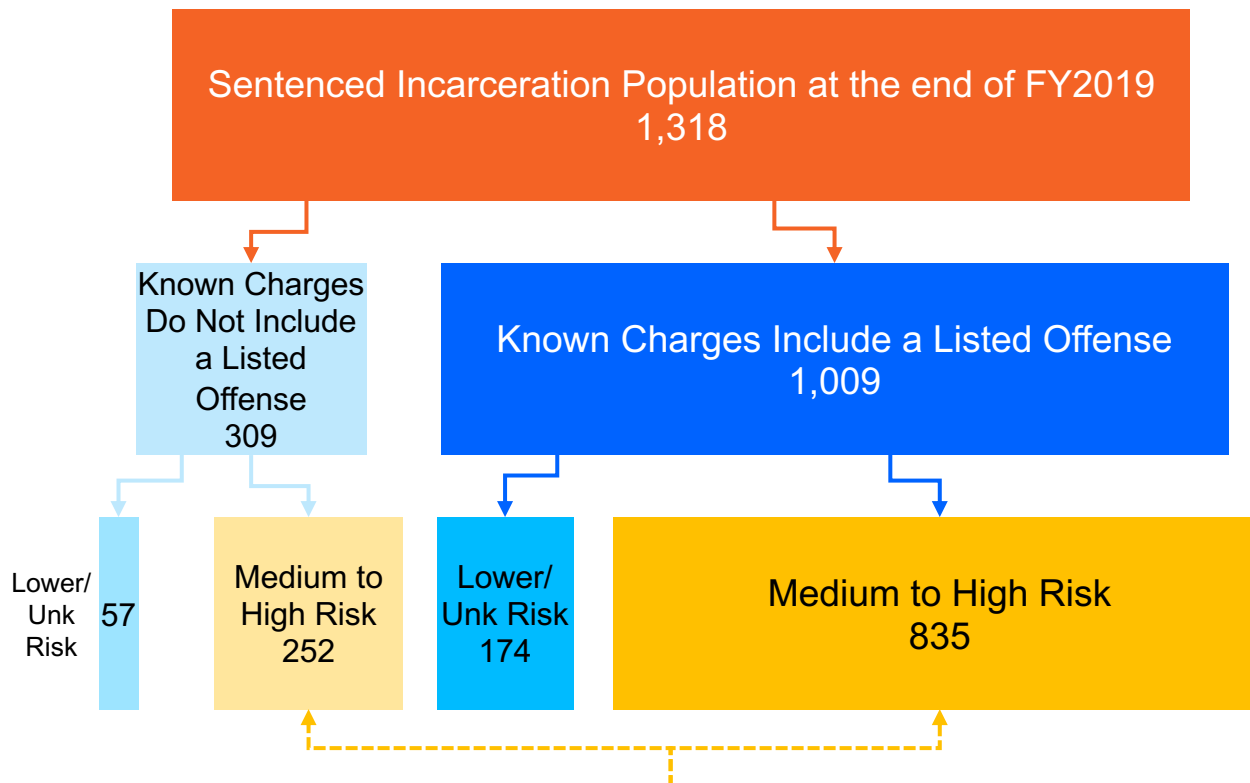 Sentenced Incarceration Population at the end of FY2019
1,318
Known Charges
Do Not Include
a Listed
Offense
309
Known Charges Include a Listed Offense
1,009
Lower/
Unk
Risk
57
Medium to
High Risk
252
Lower/
Unk Risk
174
Medium to High Risk
835